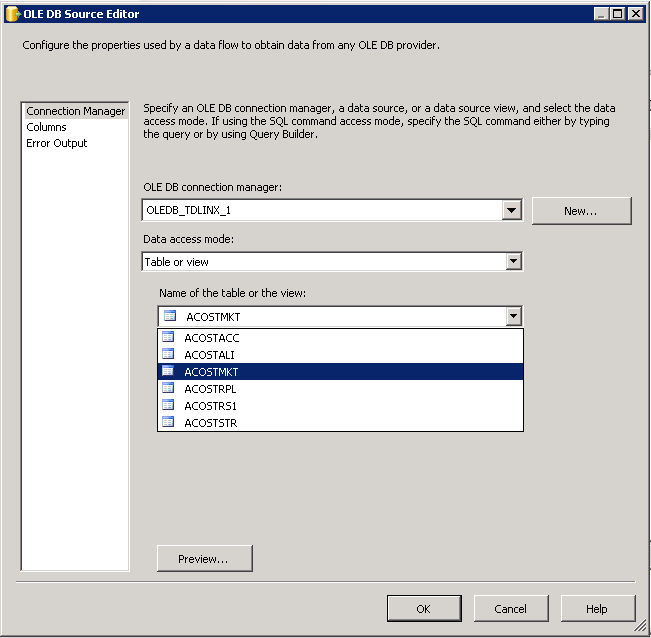 OLE DB Source Editor
Configure the properties used by a data flow to obtain data from any OLE DB provider.
Connection Manager
Columns
Error Output
Specify an OLE DB connection manager, a data source, or a data source view, and select the data
access mode. If using the SQL command access mode, specify the SQL command either by typing
the query or by using Query Builder.
OLE DB connection manager:
OLEDB_TDLINX_1
New...
Data access mode:
Table or view
Name of the table or the view:
ACOSTMKT
ACOSTACC
ACOSTALI
ACOSTMKT
ACOSTRPL
ACOSTRS1
ACOSTSTR
Preview...
OK
Cancel
Help